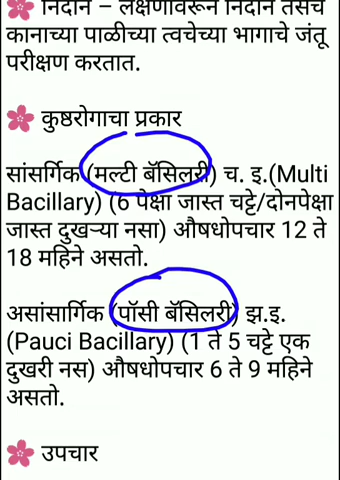 निदान – लक्षणावरून निदान तसेच
कानाच्या पाळीच्या त्वचेच्या भागाचे जंतू
परीक्षण करतात.
कुष्ठरोगाचा प्रकार
सांसर्गिक (मल्टी बॅसिलरी) च. इ.(Multi
Bacillary) (6 पेक्षा जास्त चट्टे/दोनपेक्षा
जास्त दुखऱ्या नसा) औषधोपचार 12 ते
18 महिने असतो.
असांसार्गिक (पॉसी बॅसिलरी) झ.इ.
(Pauci Bacillary) (1 ते 5 चट्टे एक
दुखरी नस) औषधोपचार 6 ते 9 महिने
असतो.
उपचार